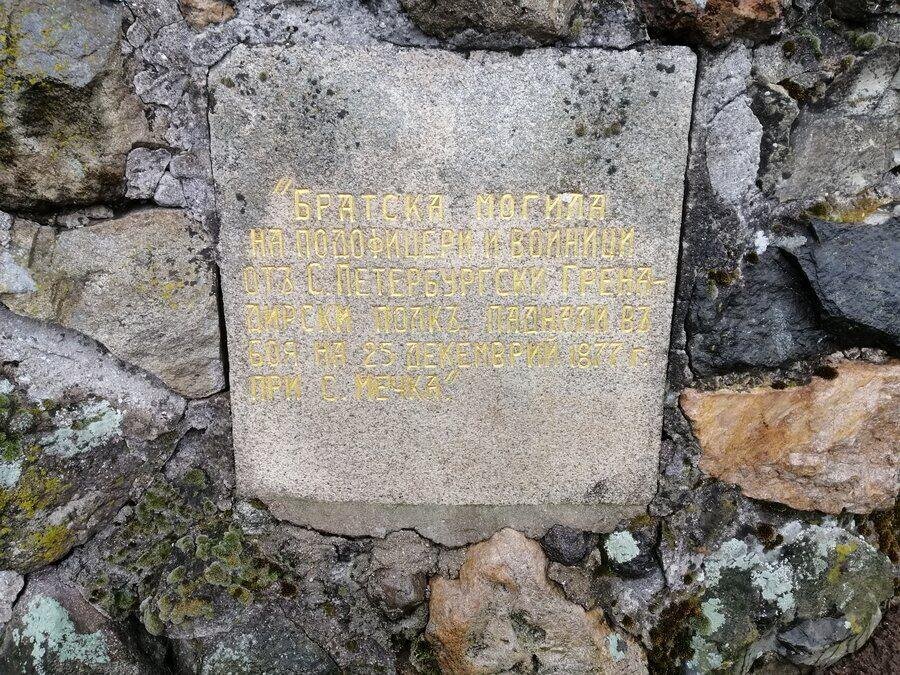 "БРАТСКА МОГИЛА
НА ПОДОФИЦЕРИ И ВОЙНИЦИ
ОТЪ С. ПЕТЕРБУРГСКИ ГРЕНА-
ДИРСКИ ПОЛКЪ, ПАДНАЛИ ВЪ
БОЯ НА 25 ДЕКЕМВРИЙ 1877 Г.
ПРИ С. МЕЧКА"